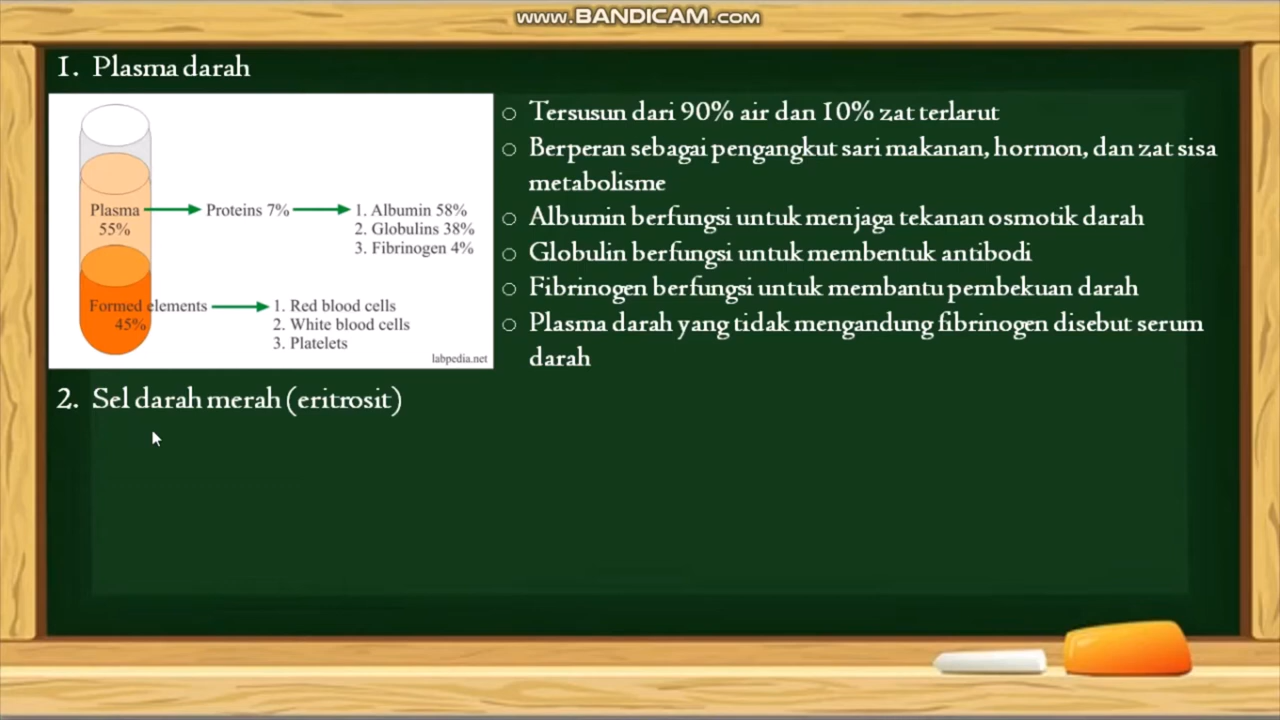 www.BANDICAM.com
1. Plasma darah
Plasma
55%
Proteins 7%
1. Albumin 58%
2. Globulins 38%
3. Fibrinogen 4%
Formed elements
45%
1. Red blood cells
2. White blood cells
3. Platelets
labpedia.net
○ Tersusun dari 90% air dan 10% zat terlarut
○ Berperan sebagai pengangkut sari makanan, hormon, dan zat sisa
metabolisme
○ Albumin berfungsi untuk menjaga tekanan osmotik darah
○ Globulin berfungsi untuk membentuk antibodi
○ Fibrinogen berfungsi untuk membantu pembekuan darah
○ Plasma darah yang tidak mengandung fibrinogen disebut serum
darah
2. Sel darah merah (eritrosit)